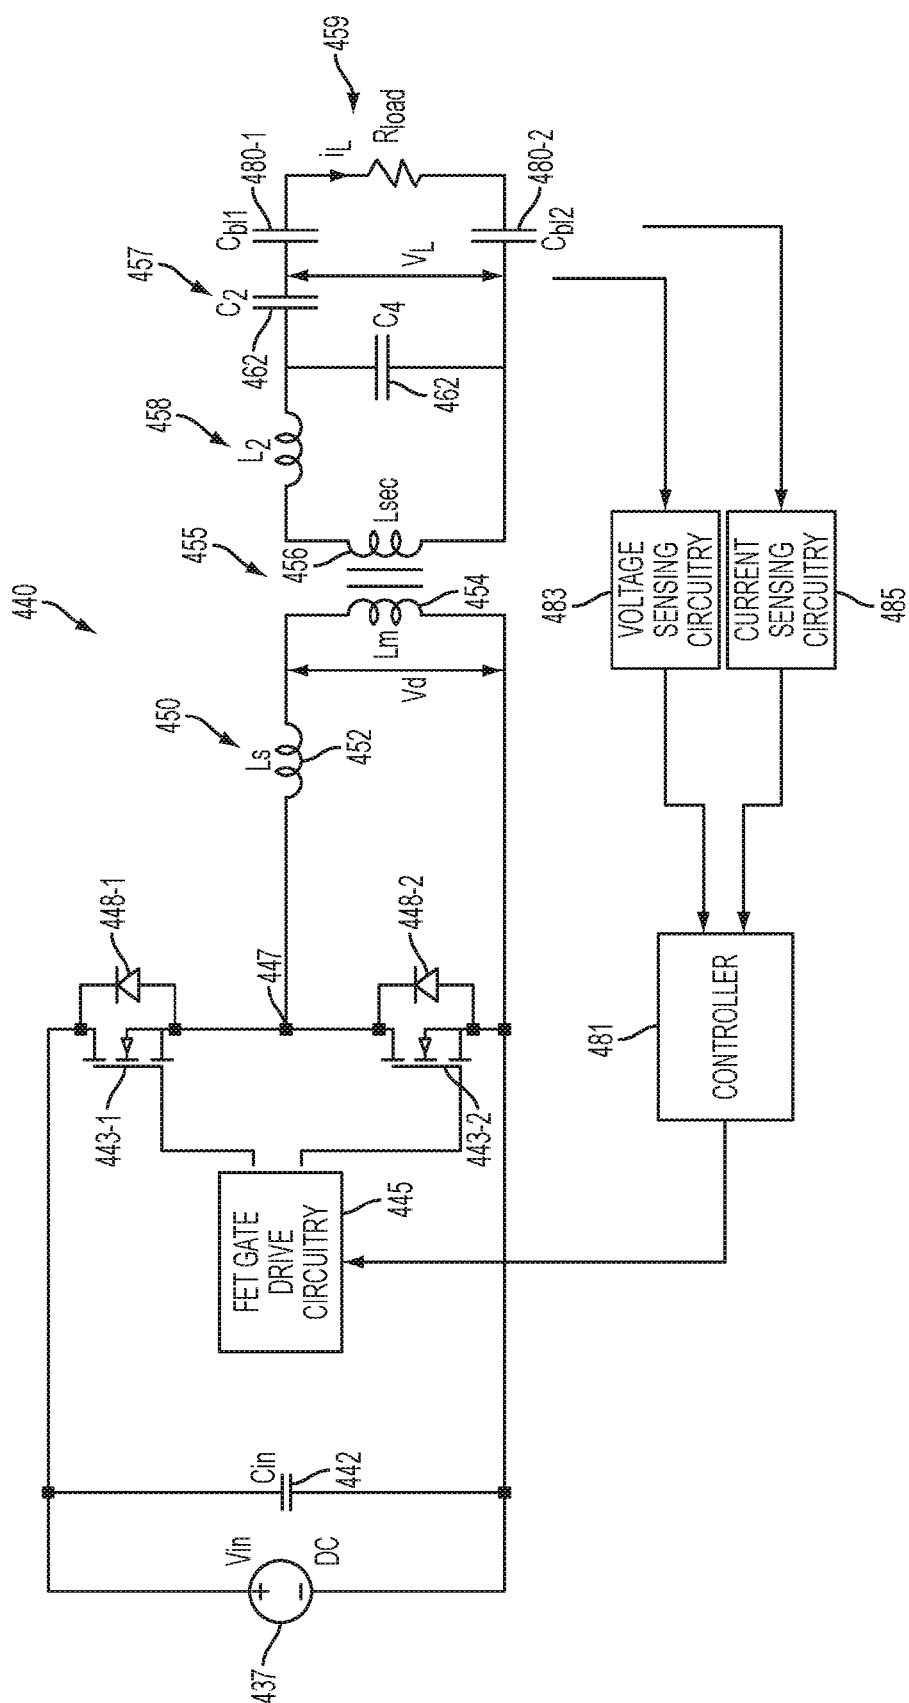 440
437
Vin
DC
Cin
442
FET GATE
DRIVE
CIRCUITRY
445
443-1
448-1
447
443-2
448-2
450
Ls
452
Vd
455
Lm
454
456
Lsec
458
L2
457
462
C2
C4
462
Cbl1
480-1
VL
iL
Rload
459
Cbl2
480-2
483
VOLTAGE
SENSING
CIRCUITRY
CURRENT
SENSING
CIRCUITRY
485
481
CONTROLLER